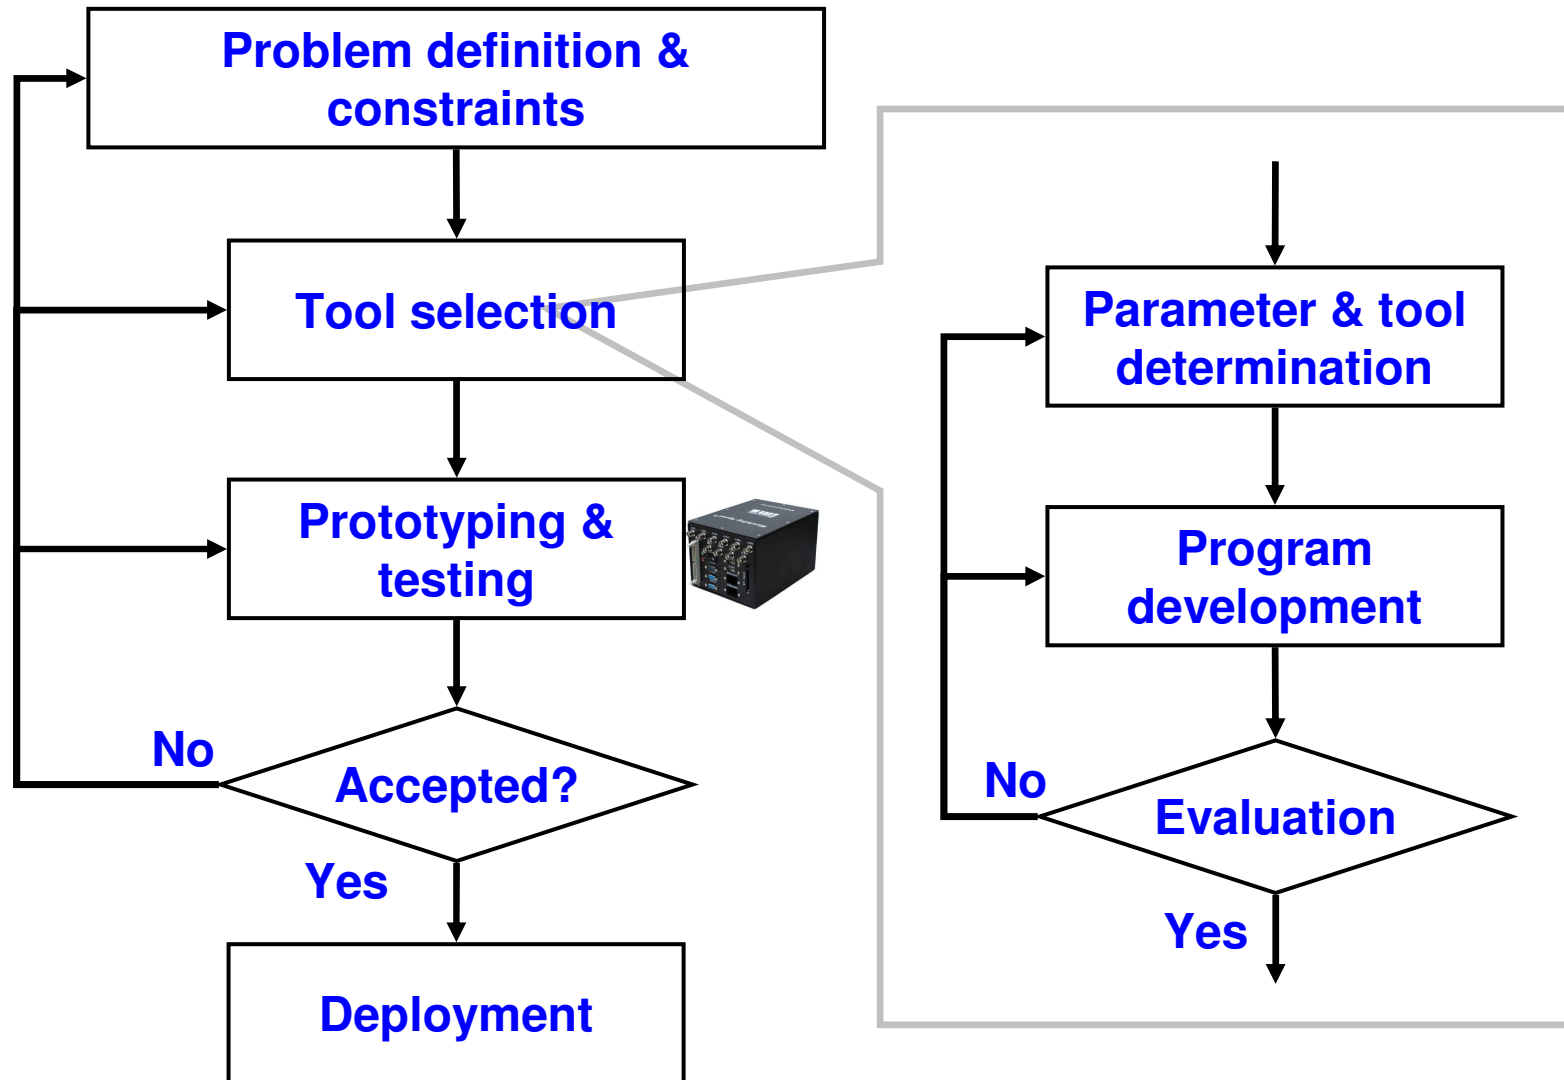 Problem definition &
constraints
Tool selection
Prototyping &
testing
No
Accepted?
Yes
Deployment
Parameter & tool
determination
Program
development
No
Evaluation
Yes